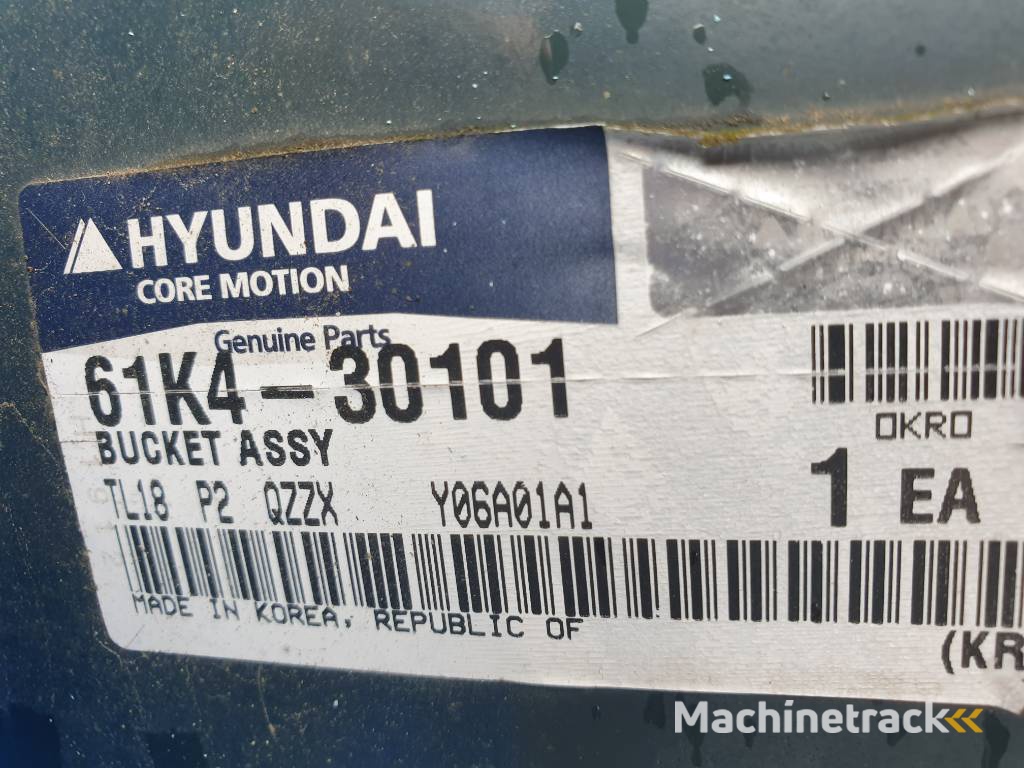 HYUNDAI
CORE MOTION
Genuine Parts
61K4-30101
BUCKET ASSY
0KR0
1 EA
TL18 P2 QZZX Y06A01A1
MADE IN KOREA, REPUBLIC OF
(KR
Machinetrack